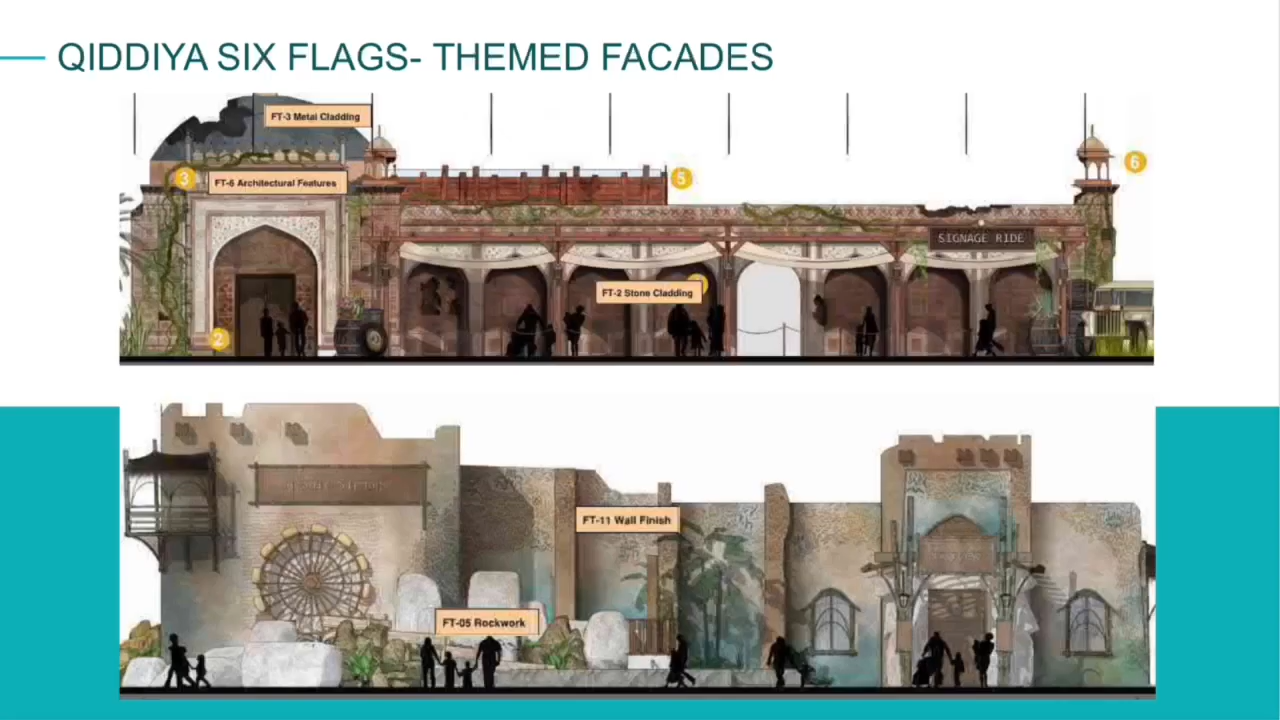 QIDDIYA SIX FLAGS- THEMED FACADES
FT-3 Metal Cladding
6
3
FT-6 Architectural Features
5
SIGNAGE RIDE
FT-2 Stone Cladding
2
FT-11 Wall Finish
FT-05 Rockwork